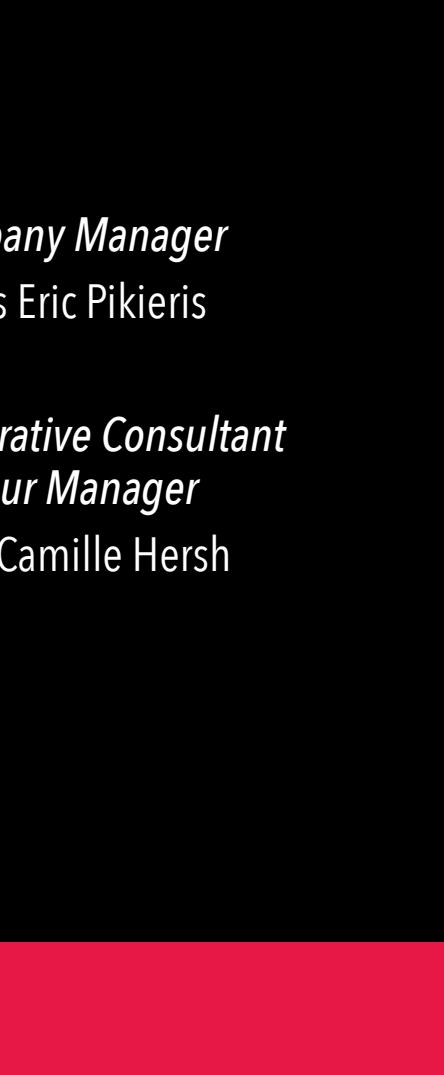 pany Manager
s Eric Pikieris
rative Consultant
ur Manager
Camille Hersh